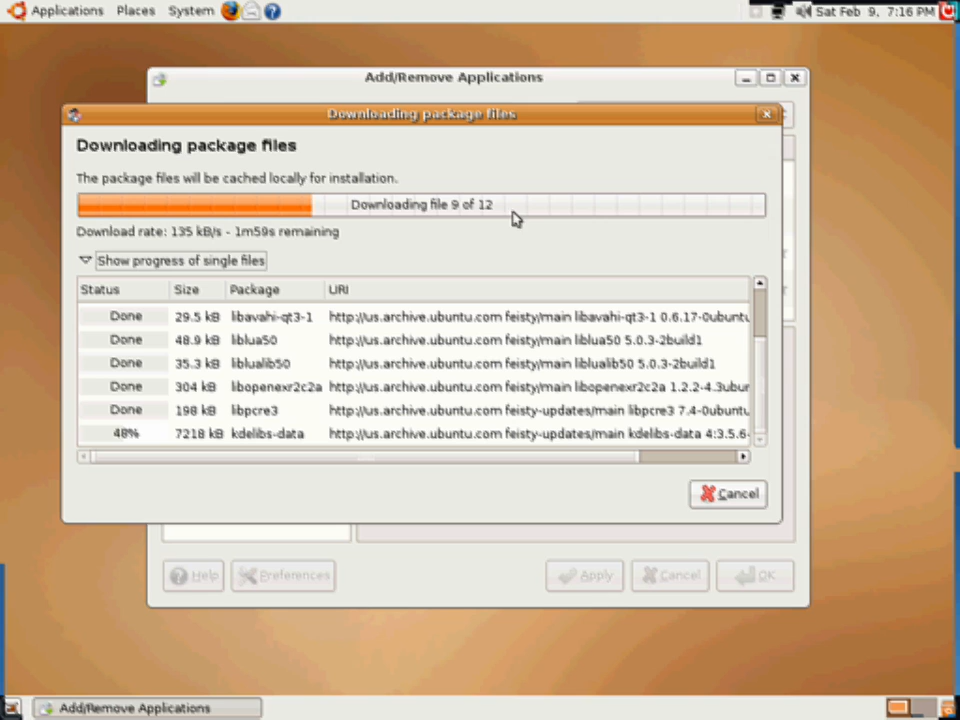 Applications Places System Sat Feb 9, 7:16 PM
Add/Remove Applications
Downloading package files
Downloading package files
The package files will be cached locally for installation.
Downloading file 9 of 12
Download rate: 135 kB/s - 1m59s remaining
Show progress of single files
Status Size Package URI
Done 29.5 kB libavahi-qt3-1 http://us.archive.ubuntu.com feisty/main libavahi-qt3-1 0.6.17-0ubuntu
Done 48.9 kB liblua50 http://us.archive.ubuntu.com feisty/main liblua50 5.0.3-2build1
Done 35.3 kB liblualib50 http://us.archive.ubuntu.com feisty/main liblualib50 5.0.3-2build1
Done 304 kB libopenexr2c2a http://us.archive.ubuntu.com feisty/main libopenexr2c2a 1.2.2-4.3ubur
Done 198 kB libpcre3 http://us.archive.ubuntu.com feisty-updates/main libpcre3 7.4-0ubuntu
48% 7218 kB kdelibs-data http://us.archive.ubuntu.com feisty-updates/main kdelibs-data 4:3.5.6-
Cancel
Help Preferences Apply Cancel OK
Add/Remove Applications